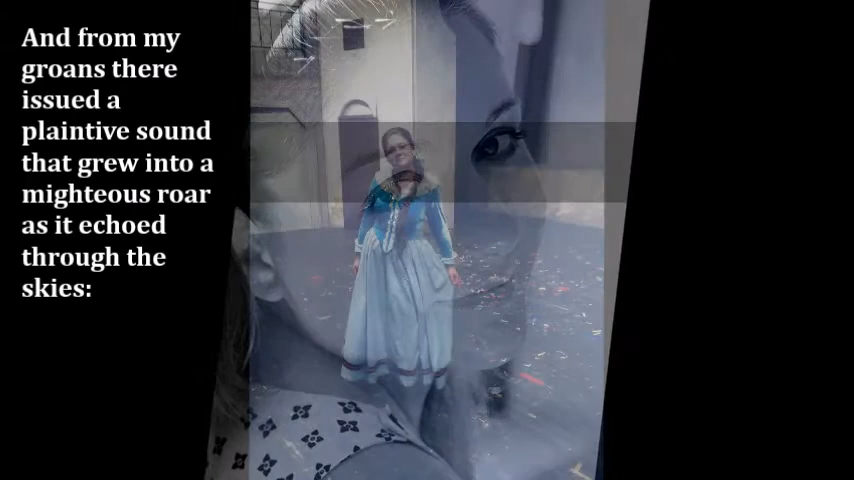 And from my
groans there
issued a
plaintive sound
that grew into a
mighteous roar
as it echoed
through the
skies: